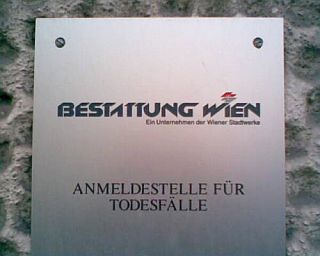 BESTATTUNG WIEN
Ein Unternehmen der Wiener Stadtwerke
ANMELDESTELLE FÜR
TODESFÄLLE